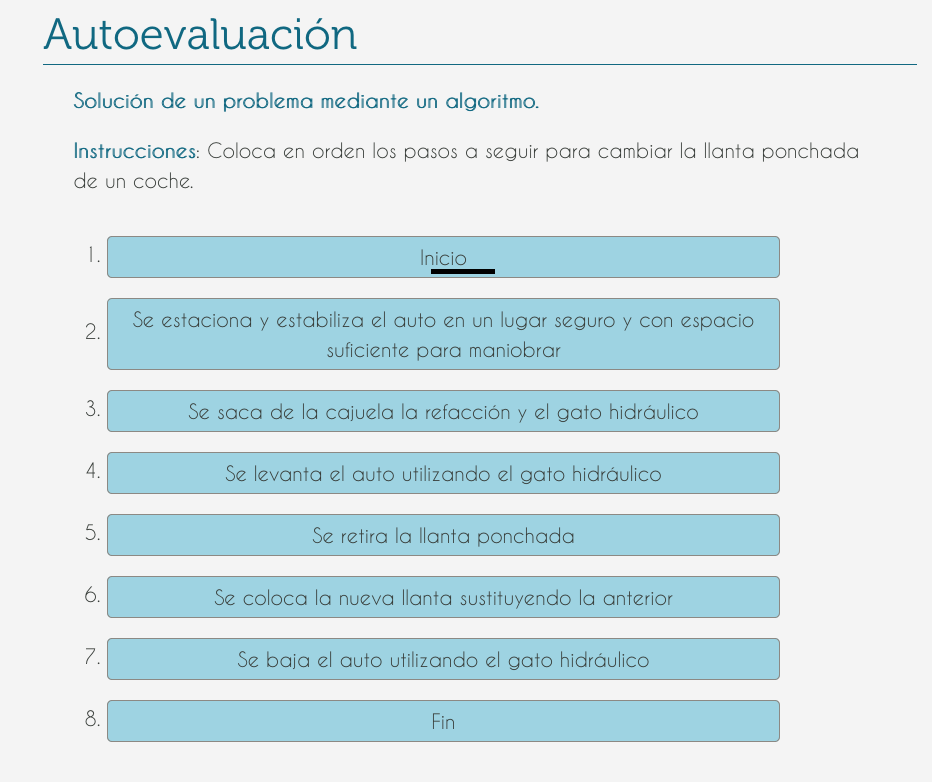 Autoevaluación
Solución de un problema mediante un algoritmo.
Instrucciones: Coloca en orden los pasos a seguir para cambiar la llanta ponchada
de un coche.
1. Inicio
2. Se estaciona y estabiliza el auto en un lugar seguro y con espacio
suficiente para maniobrar
3. Se saca de la cajuela la refacción y el gato hidráulico
4. Se levanta el auto utilizando el gato hidráulico
5. Se retira la llanta ponchada
6. Se coloca la nueva llanta sustituyendo la anterior
7. Se baja el auto utilizando el gato hidráulico
8. Fin